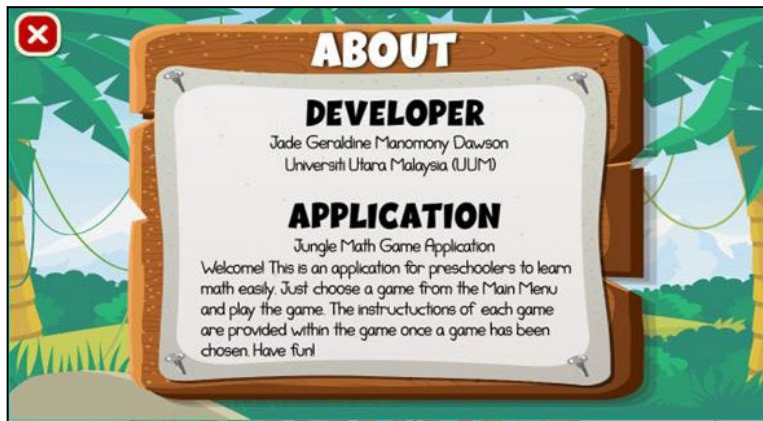 ABOUT
DEVELOPER
Jade Geraldine Manomony Dawson
Universiti Utara Malaysia (UUM)
APPLICATION
Jungle Math Game Application
Welcome! This is an application for preschoolers to learn
math easily. Just choose a game from the Main Menu
and play the game. The instructuctions of each game
are provided within the game once a game has been
chosen. Have fun!